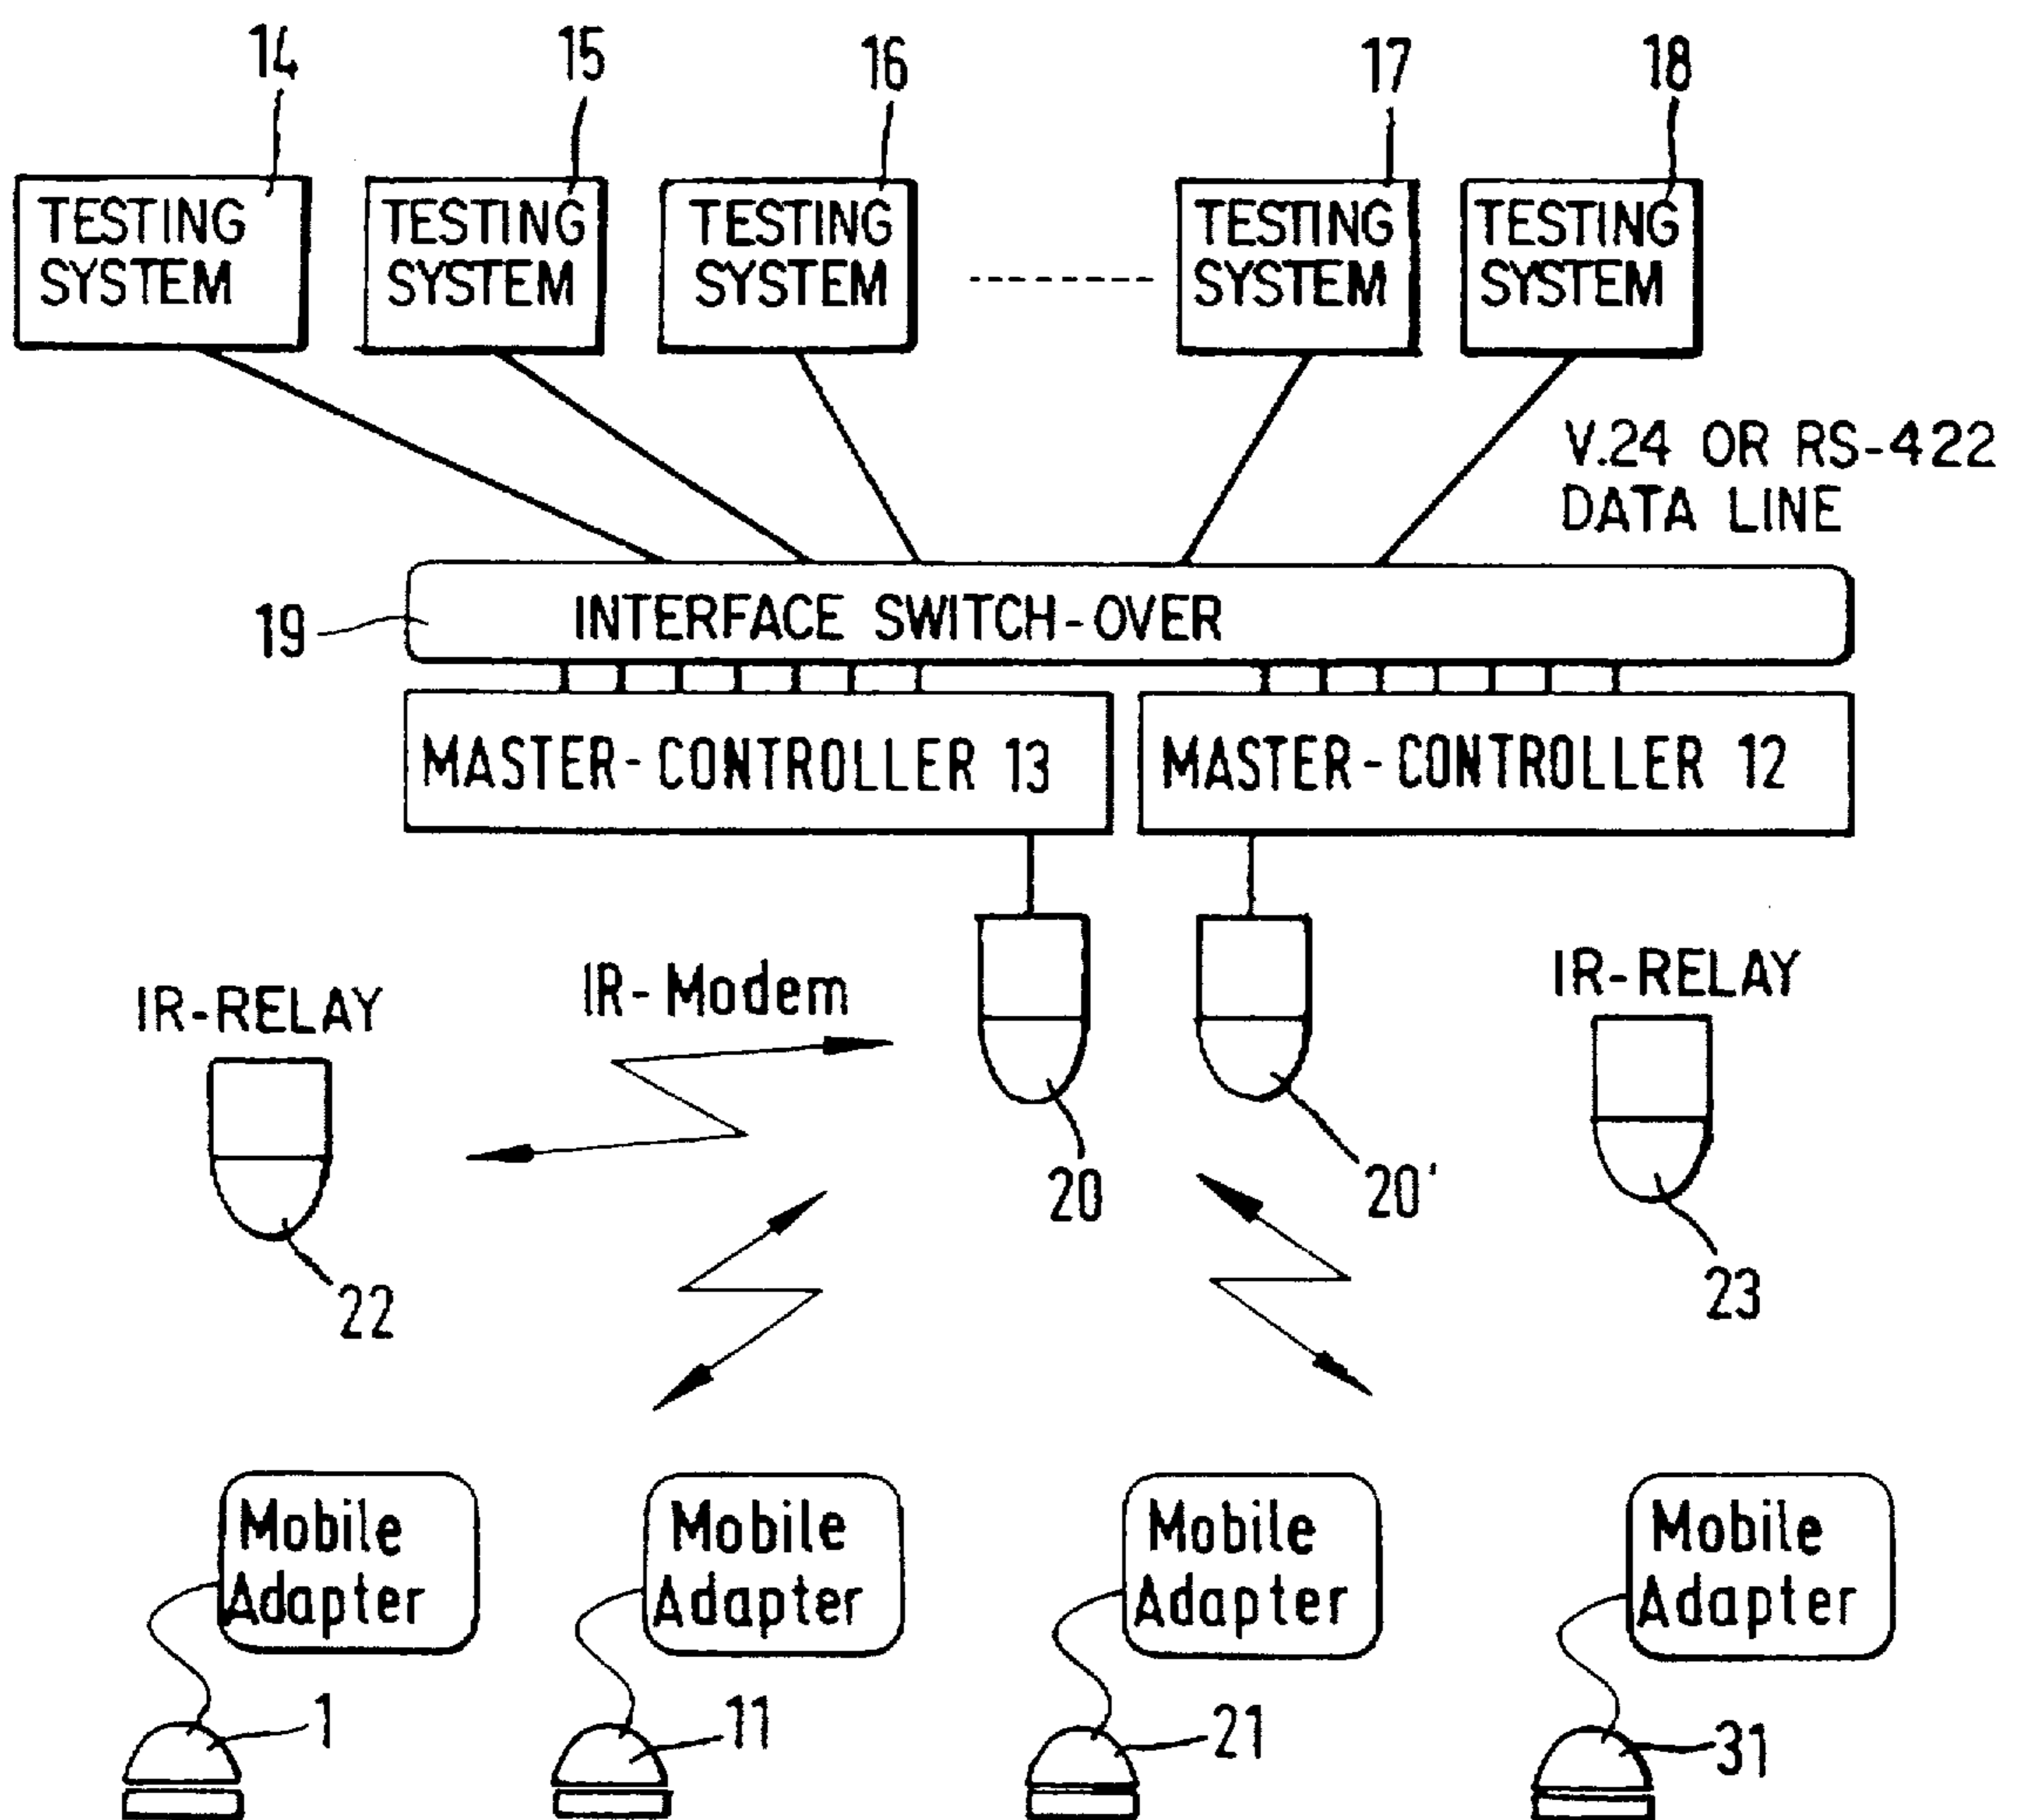 14 15 16 17 18
TESTING SYSTEM
TESTING SYSTEM
TESTING SYSTEM
TESTING SYSTEM
TESTING SYSTEM
V.24 OR RS-422
DATA LINE
19
INTERFACE SWITCH-OVER
MASTER-CONTROLLER 13
MASTER-CONTROLLER 12
IR-RELAY
IR-Modem
IR-RELAY
20
20'
22
23
Mobile Adapter
Mobile Adapter
Mobile Adapter
Mobile Adapter
1
11
21
31